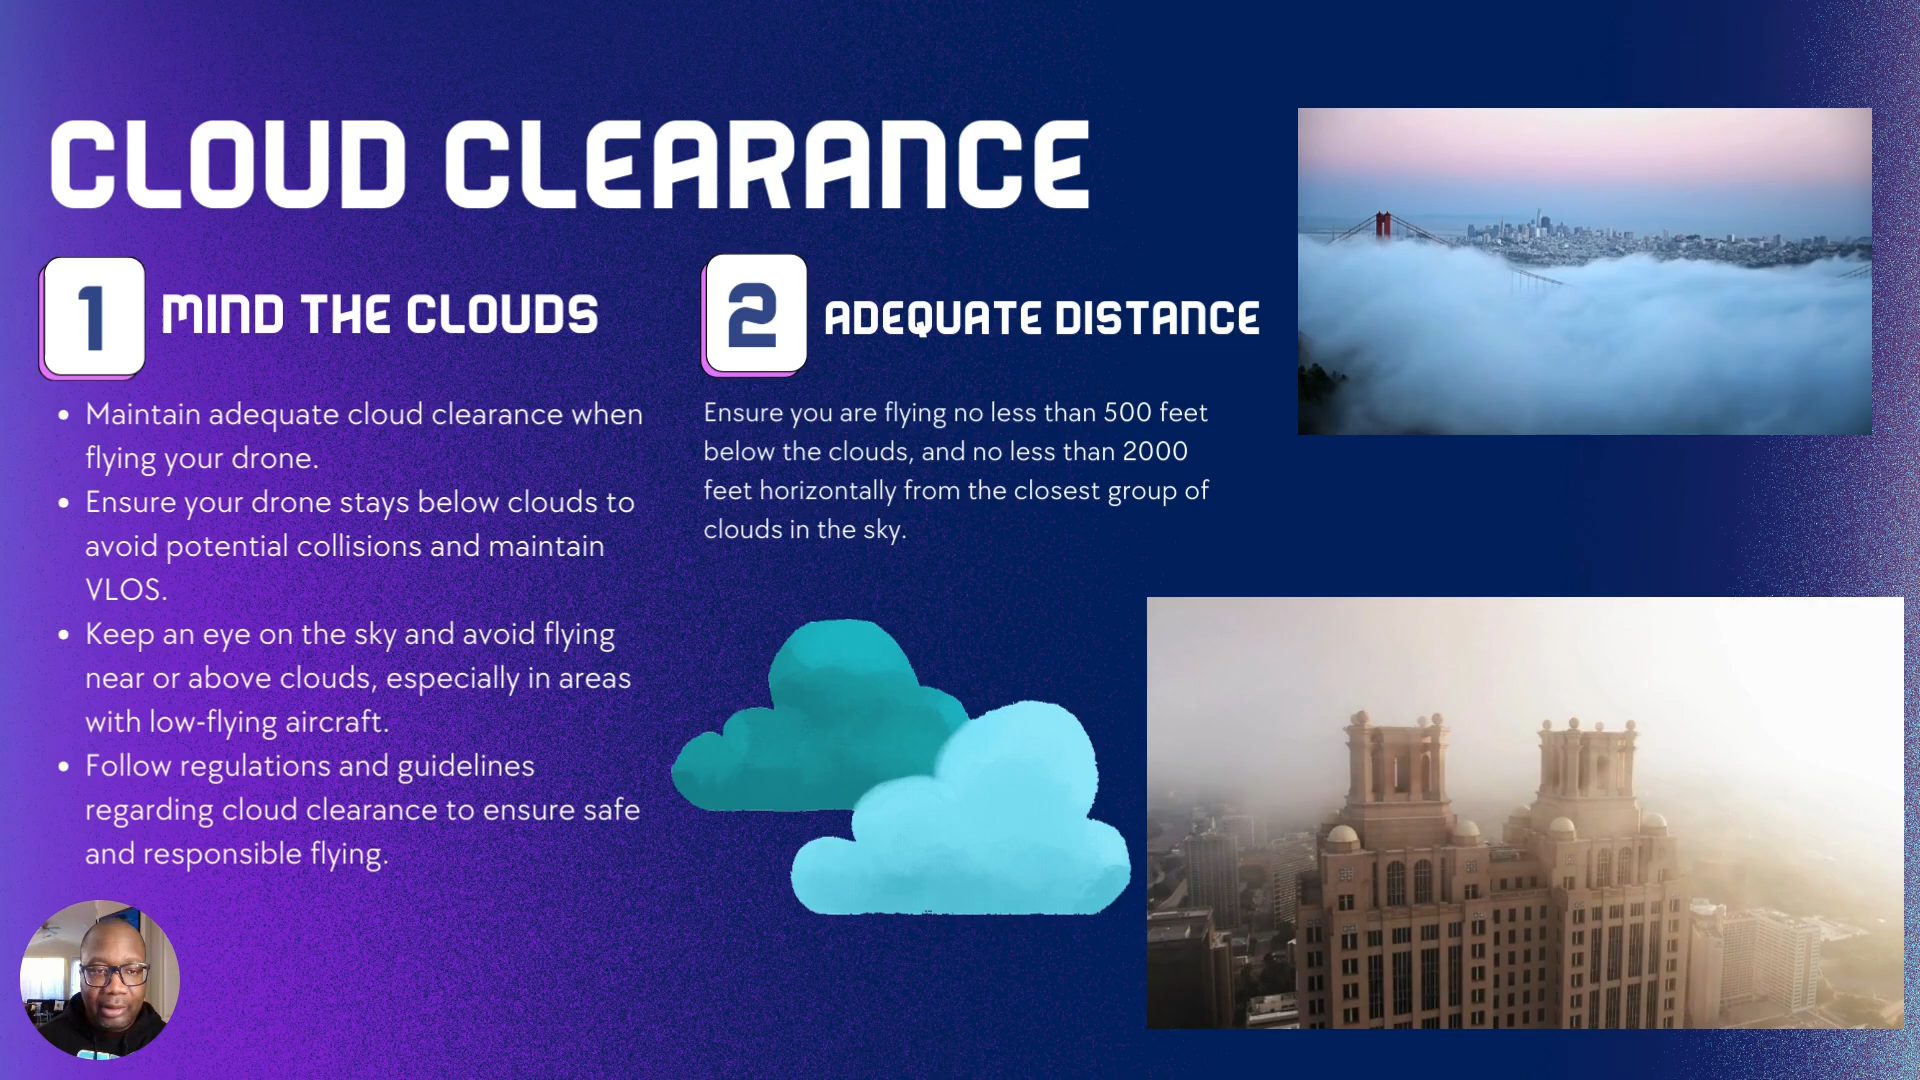 CLOUD CLEARANCE
1
MIND THE CLOUDS
• Maintain adequate cloud clearance when
flying your drone.
• Ensure your drone stays below clouds to
avoid potential collisions and maintain
VLOS.
• Keep an eye on the sky and avoid flying
near or above clouds, especially in areas
with low-flying aircraft.
• Follow regulations and guidelines
regarding cloud clearance to ensure safe
and responsible flying.
2
ADEQUATE DISTANCE
Ensure you are flying no less than 500 feet
below the clouds, and no less than 2000
feet horizontally from the closest group of
clouds in the sky.